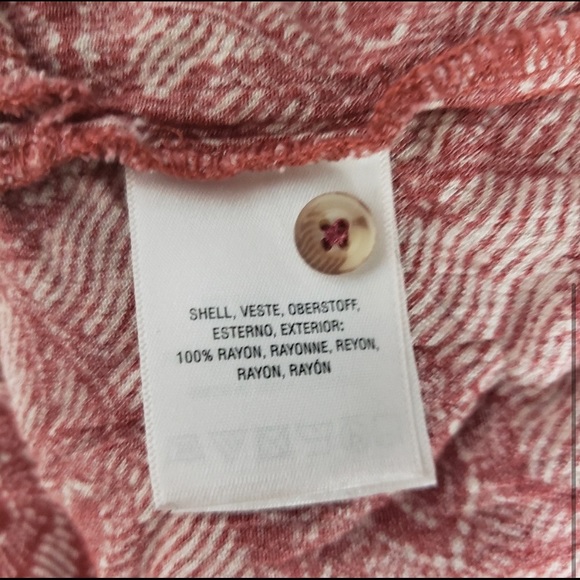 SHELL, VESTE, OBERSTOFF,
ESTERNO, EXTERIOR:
100% RAYON, RAYONNE, REYON,
RAYON, RAYÓN